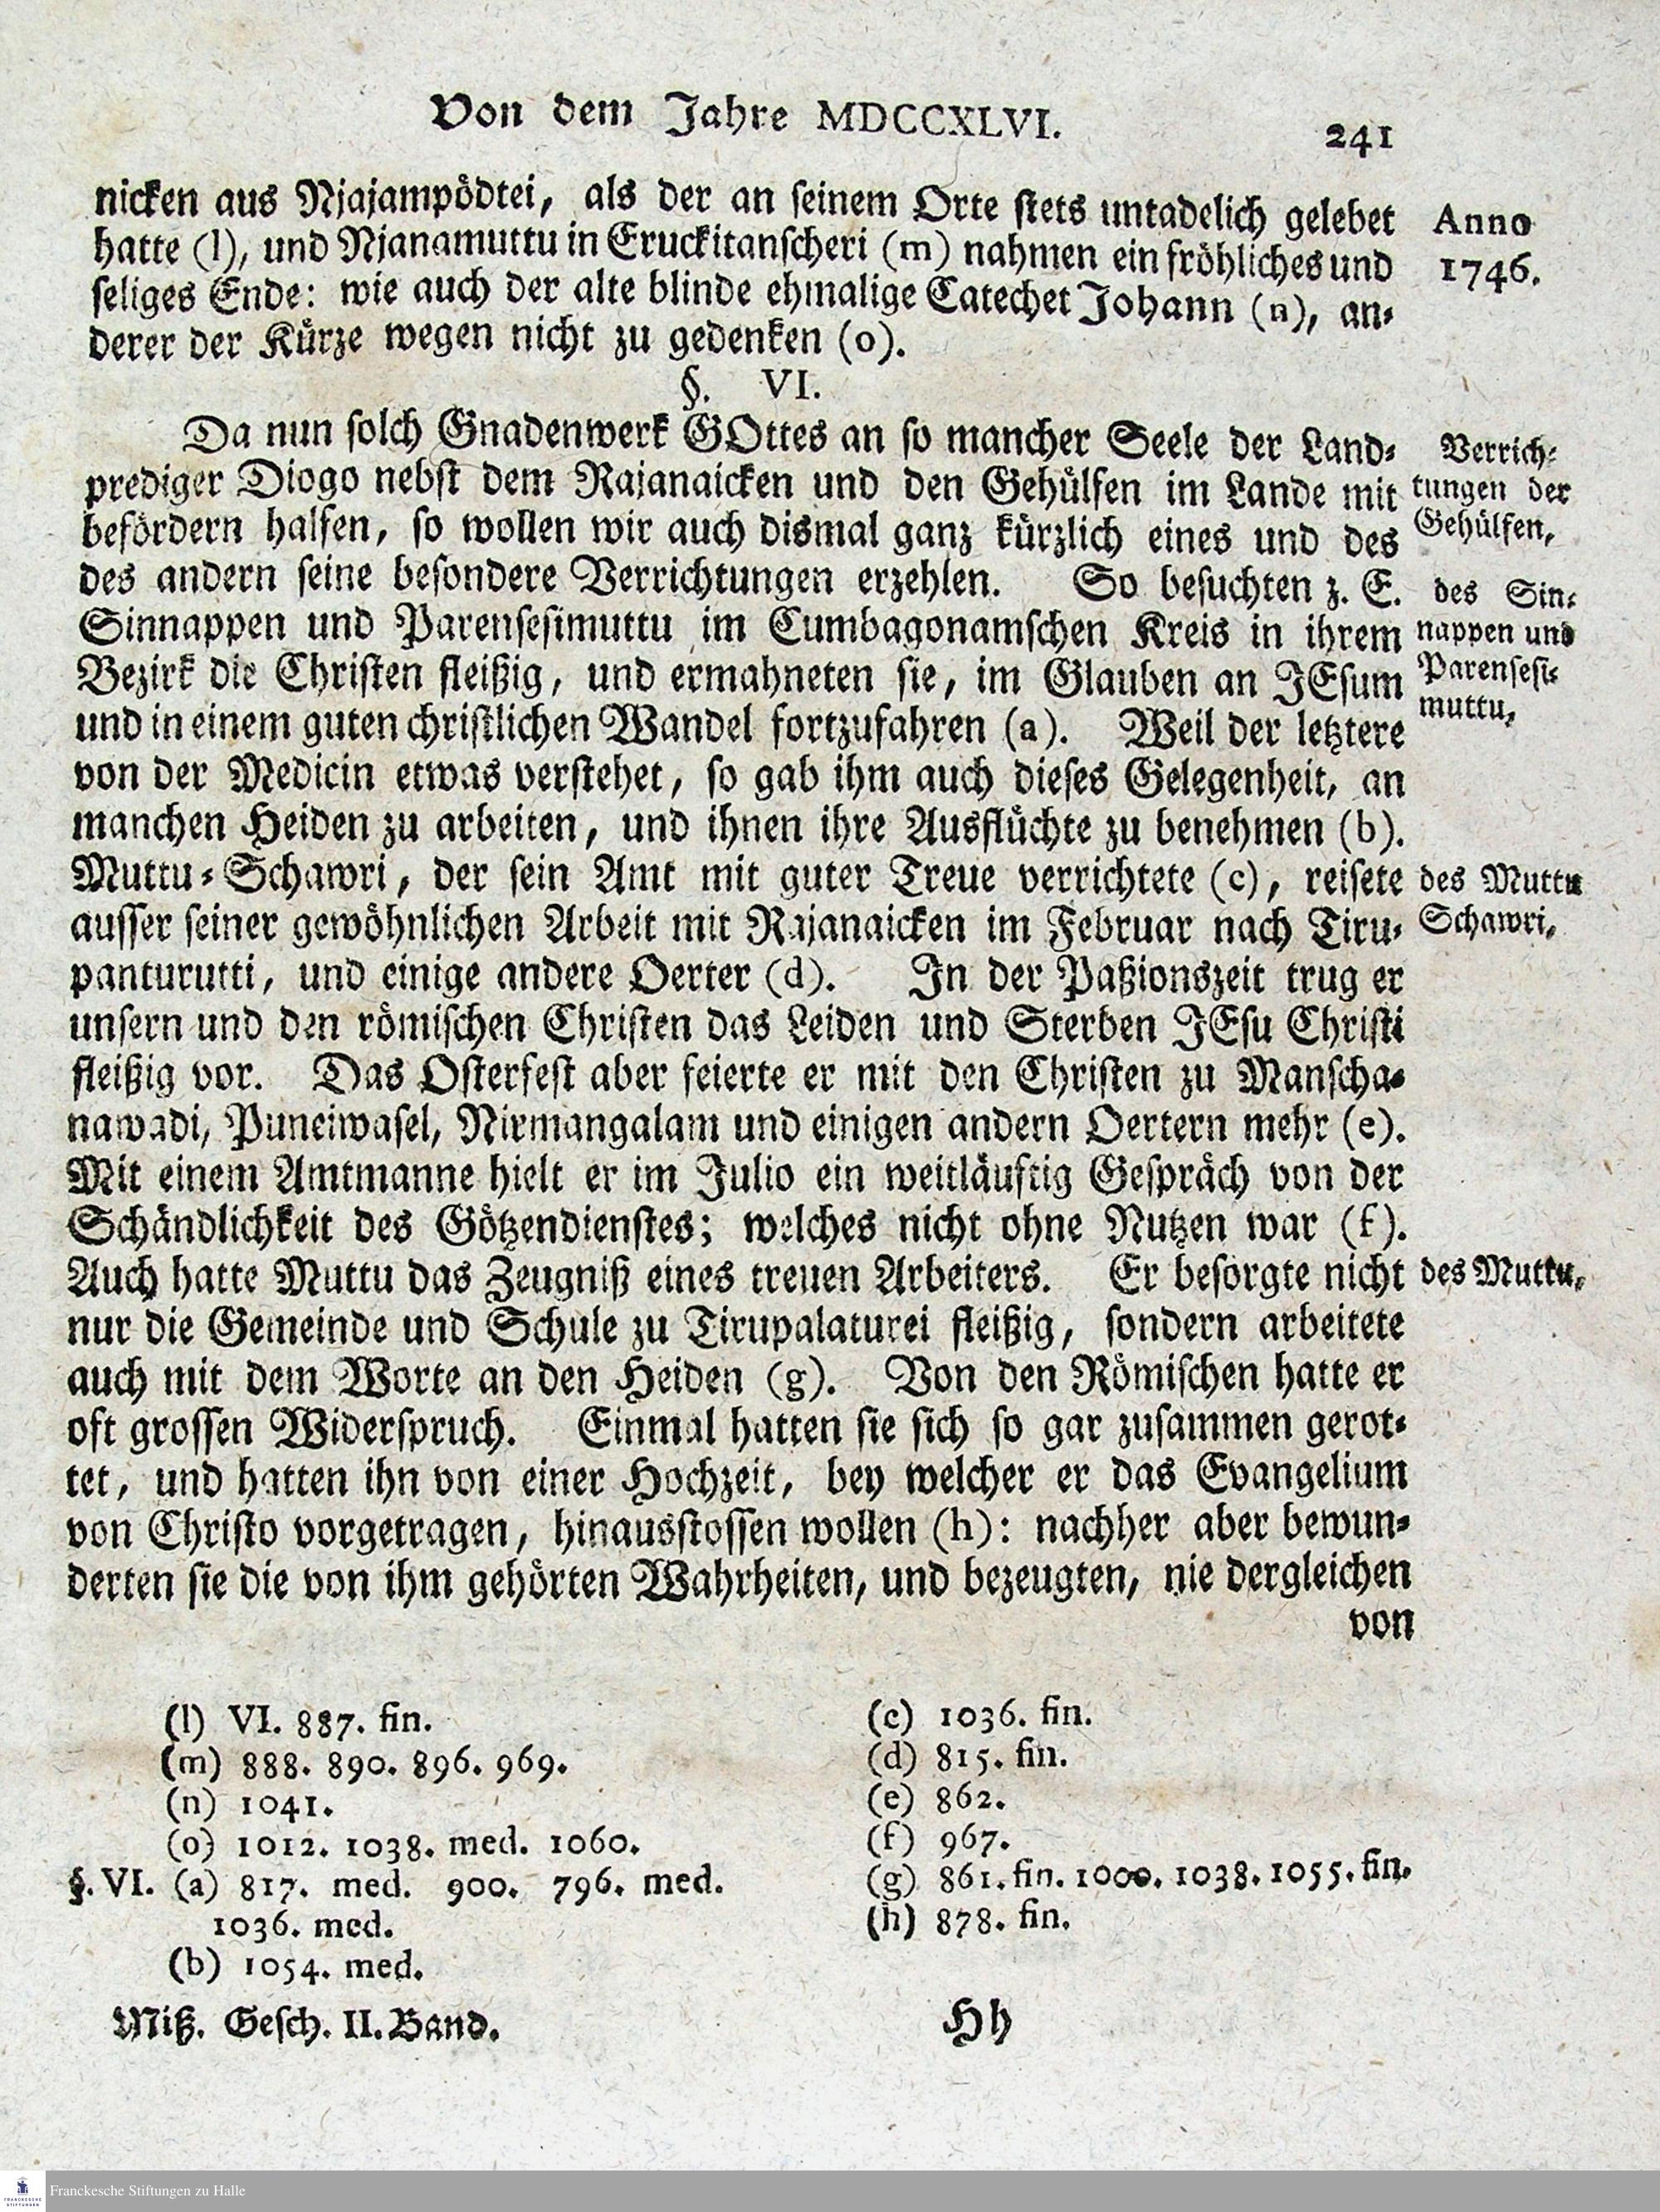 Von dem Jahre MDCCXLVI. 241
nicken aus Njajampödtei, als der an seinem Orte stets untadelich gelebet
hatte (l), und Njanamuttu in Eruckitanscheri (m) nahmen ein fröhliches und
seliges Ende: wie auch der alte blinde ehmalige Catechet Johann (n), an-
derer der Kürze wegen nicht zu gedenken (o).
Anno
1746.
§. VI.
Da nun solch Gnadenwerk GOttes an so mancher Seele der Land-
prediger Diogo nebst dem Rajanaicken und den Gehülfen im Lande mit
befördern halfen, so wollen wir auch dismal ganz kürzlich eines und des
des andern seine besondere Verrichtungen erzehlen. So besuchten z. E.
Sinnappen und Parensesimuttu im Cumbagonamschen Kreis in ihrem
Bezirk die Christen fleißig, und ermahneten sie, im Glauben an JEsum
und in einem guten christlichen Wandel fortzufahren (a). Weil der letztere
von der Medicin etwas verstehet, so gab ihm auch dieses Gelegenheit, an
manchen Heiden zu arbeiten, und ihnen ihre Ausflüchte zu benehmen (b).
Muttu-Schawri, der sein Amt mit guter Treue verrichtete (c), reisete
ausser seiner gewöhnlichen Arbeit mit Rajanaicken im Februar nach Tiru-
panturutti, und einige andere Oerter (d). In der Paßionszeit trug er
unsern und den römischen Christen das Leiden und Sterben JEsu Christi
fleißig vor. Das Osterfest aber feierte er mit den Christen zu Manscha-
nawadi, Puneiwasel, Nirmangalam und einigen andern Oertern mehr (e).
Mit einem Amtmanne hielt er im Julio ein weitläuftig Gespräch von der
Schändlichkeit des Götzendienstes; welches nicht ohne Nutzen war (f).
Auch hatte Muttu das Zeugniß eines treuen Arbeiters. Er besorgte nicht
nur die Gemeinde und Schule zu Tirupalaturei fleißig, sondern arbeitete
auch mit dem Worte an den Heiden (g). Von den Römischen hatte er
oft grossen Widerspruch. Einmal hatten sie sich so gar zusammen gerot-
tet, und hatten ihn von einer Hochzeit, bey welcher er das Evangelium
von Christo vorgetragen, hinausstossen wollen (h): nachher aber bewun-
derten sie die von ihm gehörten Wahrheiten, und bezeugten, nie dergleichen
von
Verrich-
tungen der
Gehülfen,
des Sin-
nappen und
Parensesi-
muttu,
des Muttu
Schawri,
des Muttu,
(l) VI. 887. fin.
(m) 888. 890. 896. 969.
(n) 1041.
(o) 1012. 1038. med. 1060.
§. VI. (a) 817. med. 900. 796. med.
1036. med.
(b) 1054. med.
(c) 1036. fin.
(d) 815. fin.
(e) 862.
(f) 967.
(g) 861. fin. 1000. 1038. 1055. fin.
(h) 878. fin.
Miß. Gesch. II. Band. Hh
FRANCKESCHE
STIFTUNGEN
Franckesche Stiftungen zu Halle